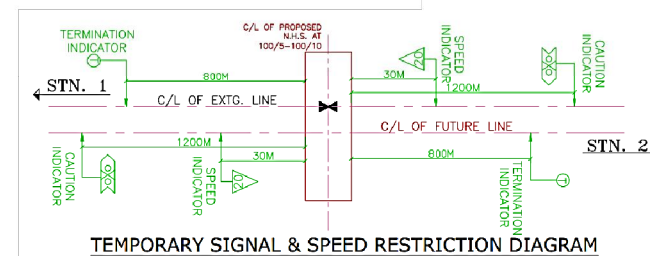 C/L OF PROPOSED
N.H.S. AT
100/5-100/10
TERMINATION
INDICATOR
T
800M
20
SPEED
INDICATOR
30M
CAUTION
INDICATOR
1200M
STN. 1
C/L OF EXTG. LINE
C/L OF FUTURE LINE
STN. 2
1200M
CAUTION
INDICATOR
SPEED
INDICATOR
20
30M
800M
TERMINATION
INDICATOR
T
TEMPORARY SIGNAL & SPEED RESTRICTION DIAGRAM